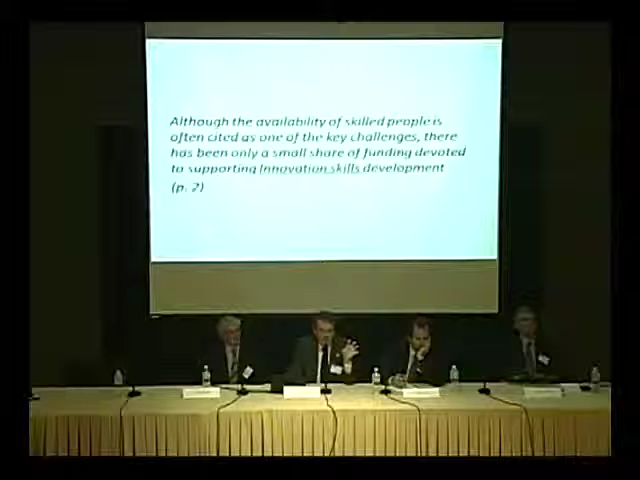 Although the availability of skilled people is
often cited as one of the key challenges, there
has been only a small share of funding devoted
to supporting Innovation skills development
(p. 2)